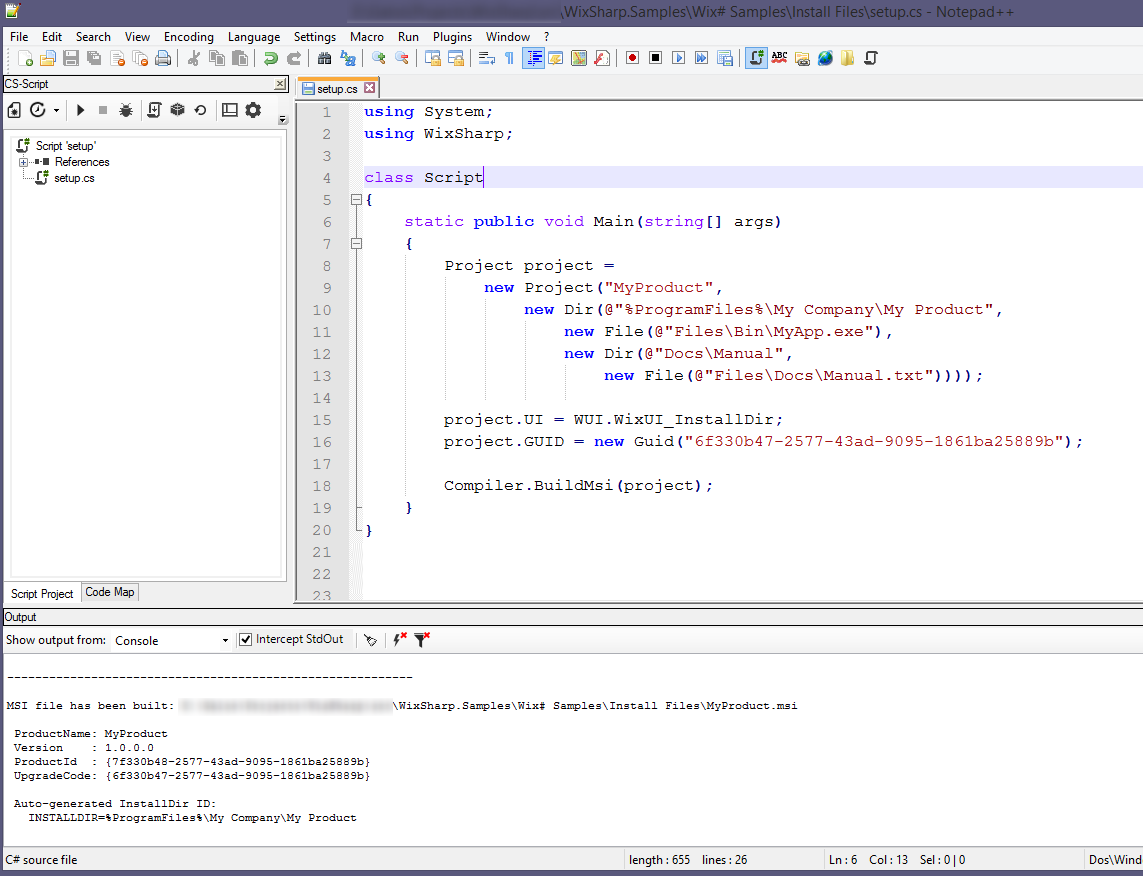 \WixSharp.Samples\Wix# Samples\Install Files\setup.cs - Notepad++
File Edit Search View Encoding Language Settings Macro Run Plugins Window ?
CS-Script
setup.cs
Script 'setup'
References
setup.cs
1 using System;
2 using WixSharp;
3
4 class Script
5 {
6 static public void Main(string[] args)
7 {
8 Project project =
9 new Project("MyProduct",
10 new Dir(@"%ProgramFiles%\My Company\My Product",
11 new File(@"Files\Bin\MyApp.exe"),
12 new Dir(@"Docs\Manual",
13 new File(@"Files\Docs\Manual.txt"))));
14
15 project.UI = WUI.WixUI_InstallDir;
16 project.GUID = new Guid("6f330b47-2577-43ad-9095-1861ba25889b");
17
18 Compiler.BuildMsi(project);
19 }
20 }
21
22
23
Script Project Code Map
Output
Show output from: Console Intercept StdOut
----------------------------------------------------------
MSI file has been built: \WixSharp.Samples\Wix# Samples\Install Files\MyProduct.msi
ProductName: MyProduct
Version : 1.0.0.0
ProductId : {7f330b48-2577-43ad-9095-1861ba25889b}
UpgradeCode: {6f330b47-2577-43ad-9095-1861ba25889b}
Auto-generated InstallDir ID:
INSTALLDIR=%ProgramFiles%\My Company\My Product
C# source file length : 655 lines : 26 Ln : 6 Col : 13 Sel : 0 | 0 Dos\Wind